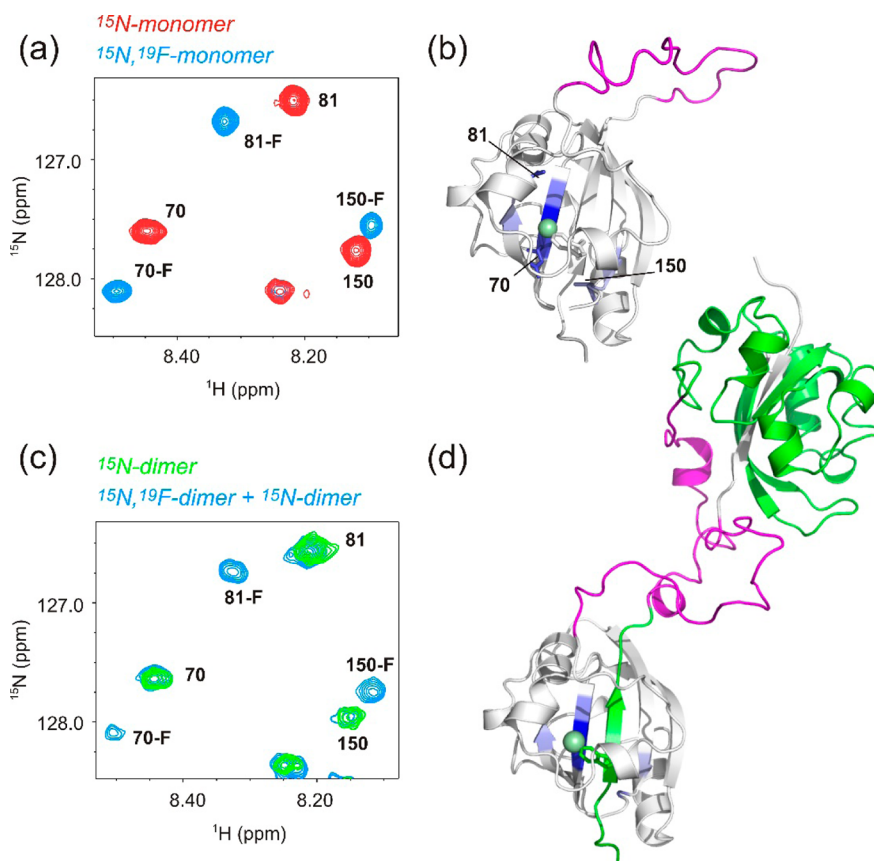 (a)
15N-monomer
15N,19F-monomer
81
81-F
127.0
70
150-F
70-F
150
128.0
15N (ppm)
8.40
8.20
1H (ppm)
(b)
81
70
150
(c)
15N-dimer
15N,19F-dimer + 15N-dimer
81
81-F
127.0
70
150-F
70-F
150
128.0
15N (ppm)
8.40
8.20
1H (ppm)
(d)